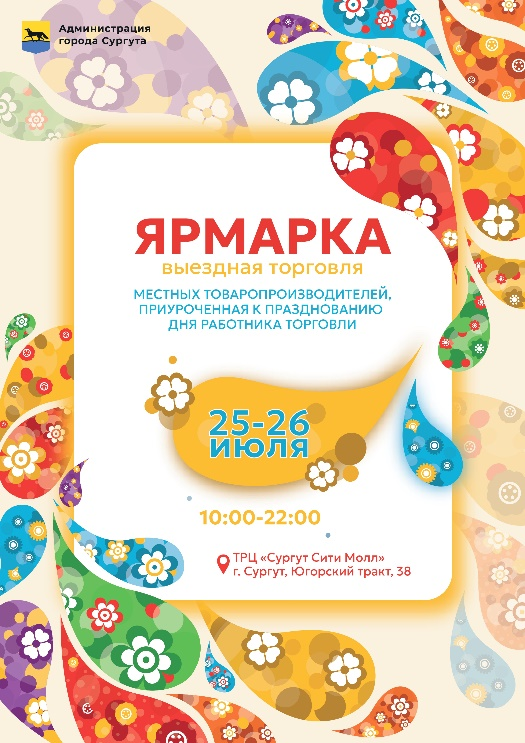 Администрация
города Сургута
ЯРМАРКА
выездная торговля
МЕСТНЫХ ТОВАРОПРОИЗВОДИТЕЛЕЙ,
ПРИУРОЧЕННАЯ К ПРАЗДНОВАНИЮ
ДНЯ РАБОТНИКА ТОРГОВЛИ
25-26
ИЮЛЯ
10:00-22:00
ТРЦ «Сургут Сити Молл»
г. Сургут, Югорский тракт, 38